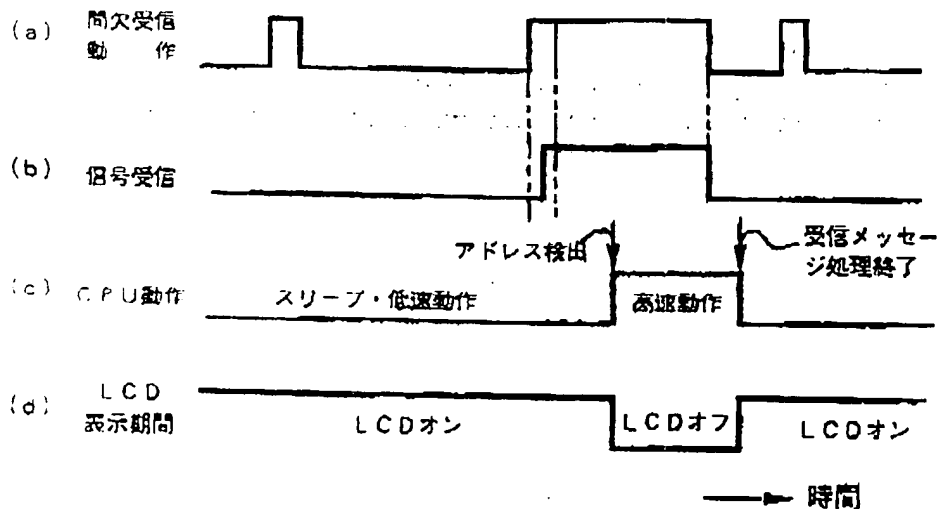 (a) 間欠受信
動作
(b) 信号受信
アドレス検出
受信メッセー
ジ処理終了
(c) CPU動作 スリープ・低速動作 高速動作
(d) LCD
表示期間
LCDオン LCDオフ LCDオン
時間